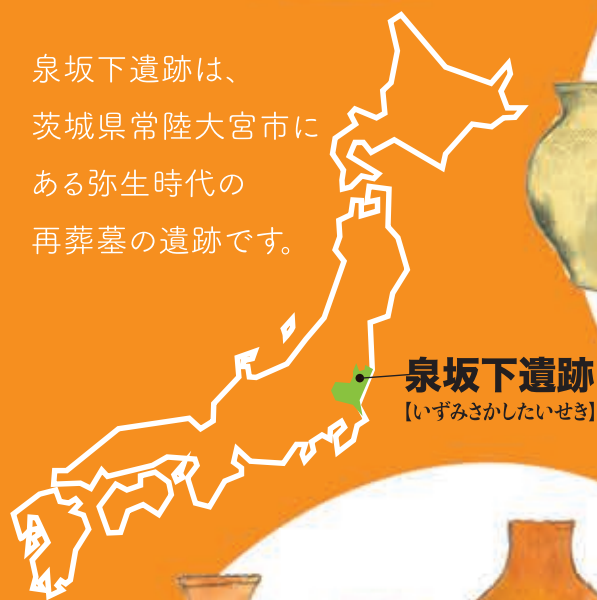 泉坂下遺跡は、
茨城県常陸大宮市に
ある弥生時代の
再葬墓の遺跡です。
泉坂下遺跡
【いずみさかしたいせき】